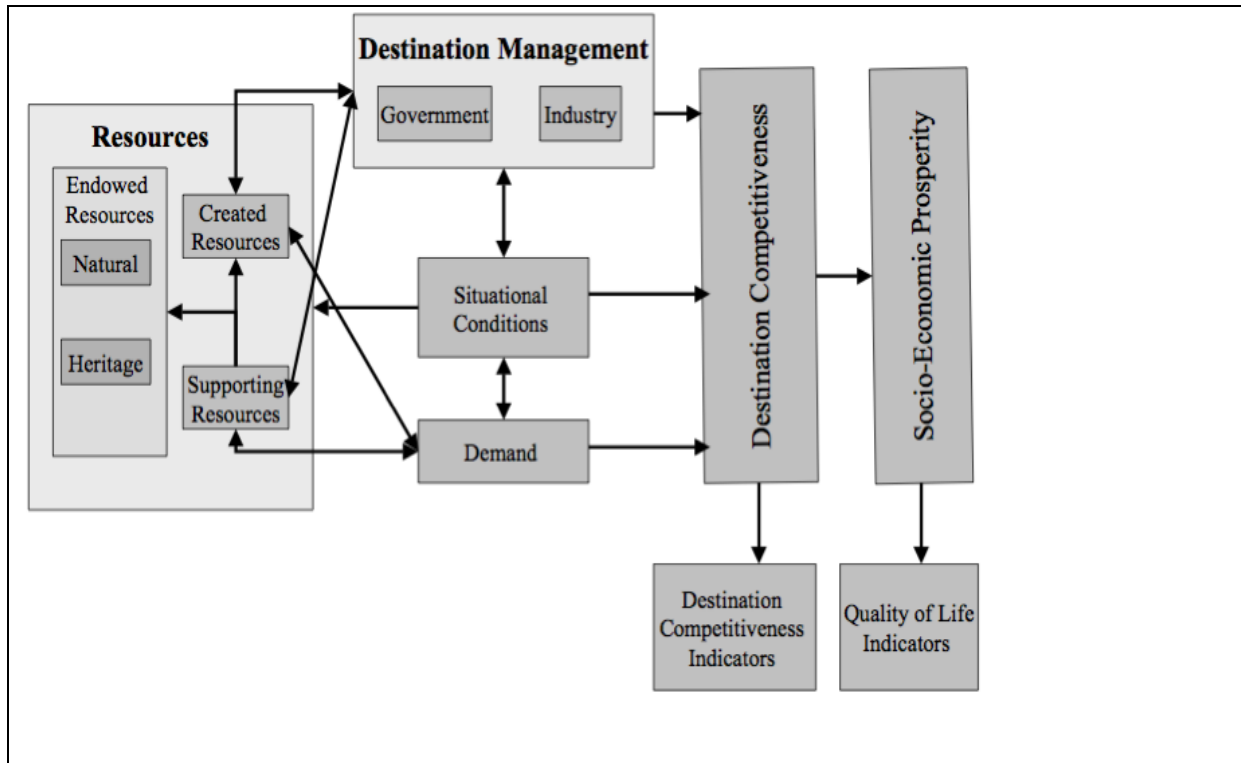 Destination Management
Government
Industry
Resources
Endowed
Resources
Natural
Heritage
Created
Resources
Supporting
Resources
Situational
Conditions
Demand
Destination Competitiveness
Socio-Economic Prosperity
Destination
Competitiveness
Indicators
Quality of Life
Indicators